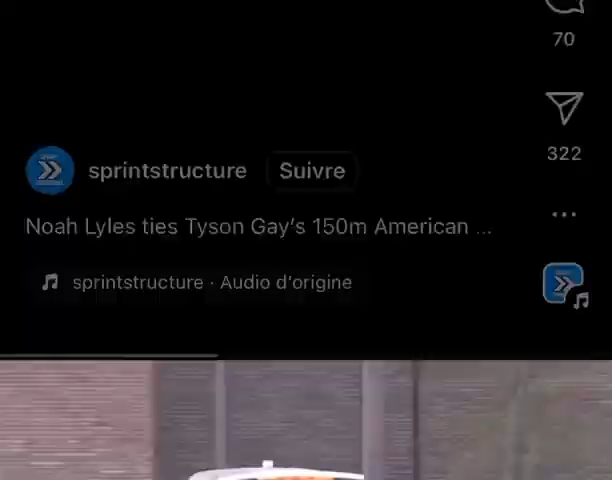 70
322
sprintstructure Suivre
Noah Lyles ties Tyson Gay's 150m American ...
sprintstructure · Audio d'origine